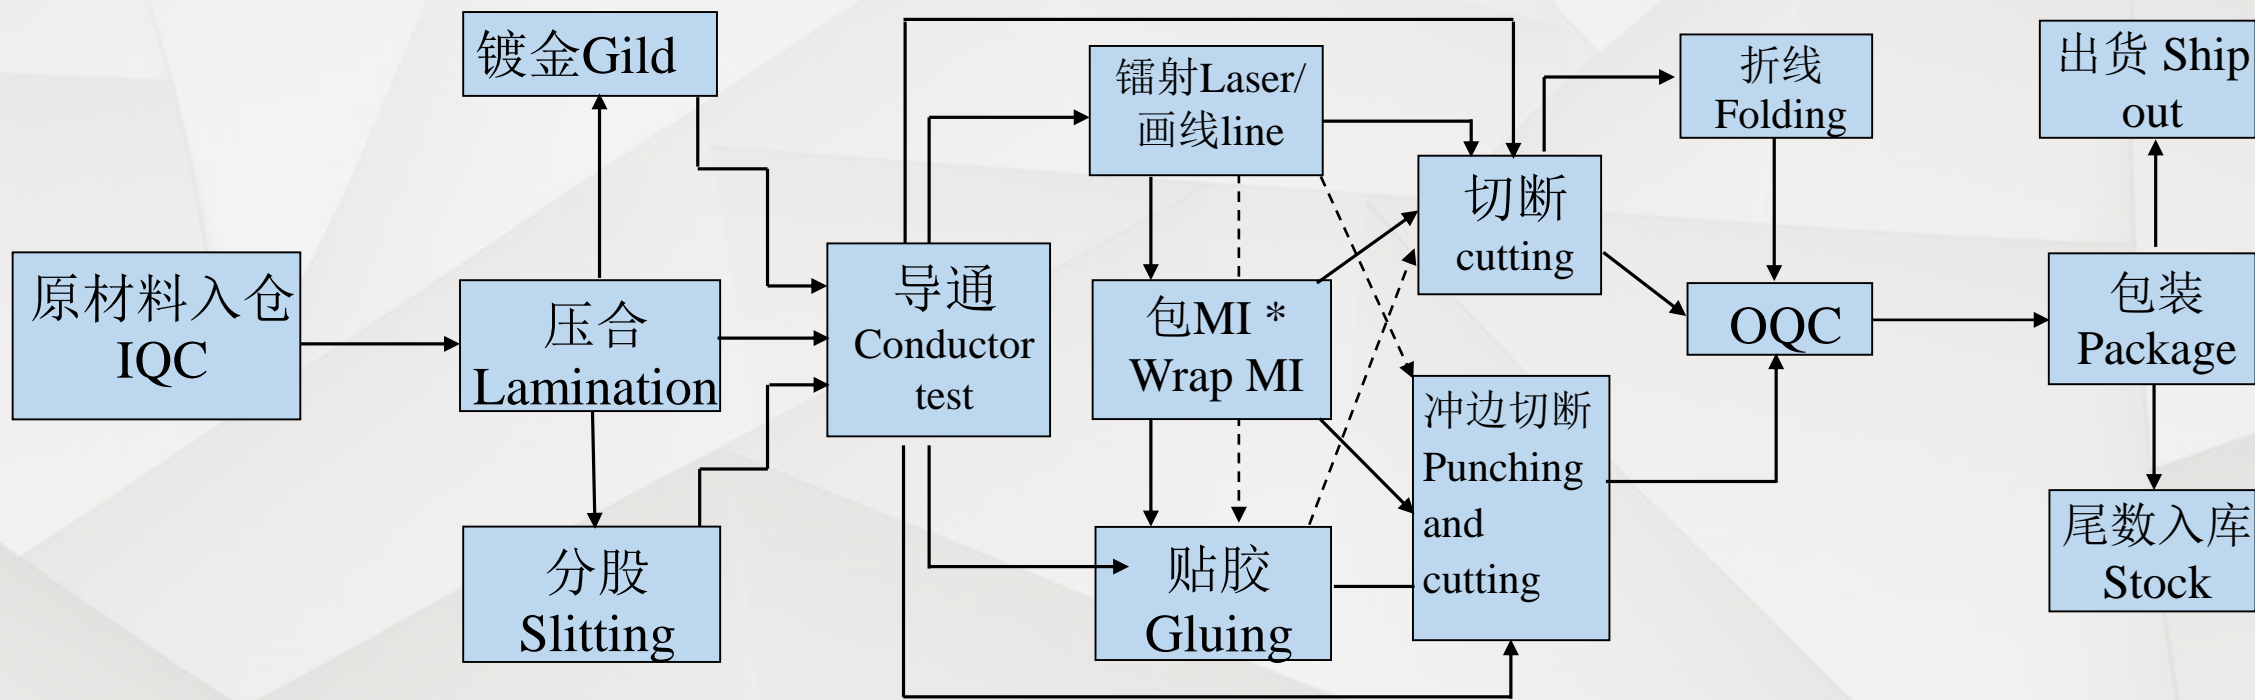 原材料入仓
IQC
镀金Gild
压合
Lamination
分股
Slitting
导通
Conductor
test
镭射Laser/
画线line
包MI *
Wrap MI
贴胶
Gluing
切断
cutting
冲边切断
Punching
and
cutting
折线
Folding
OQC
出货 Ship
out
包装
Package
尾数入库
Stock